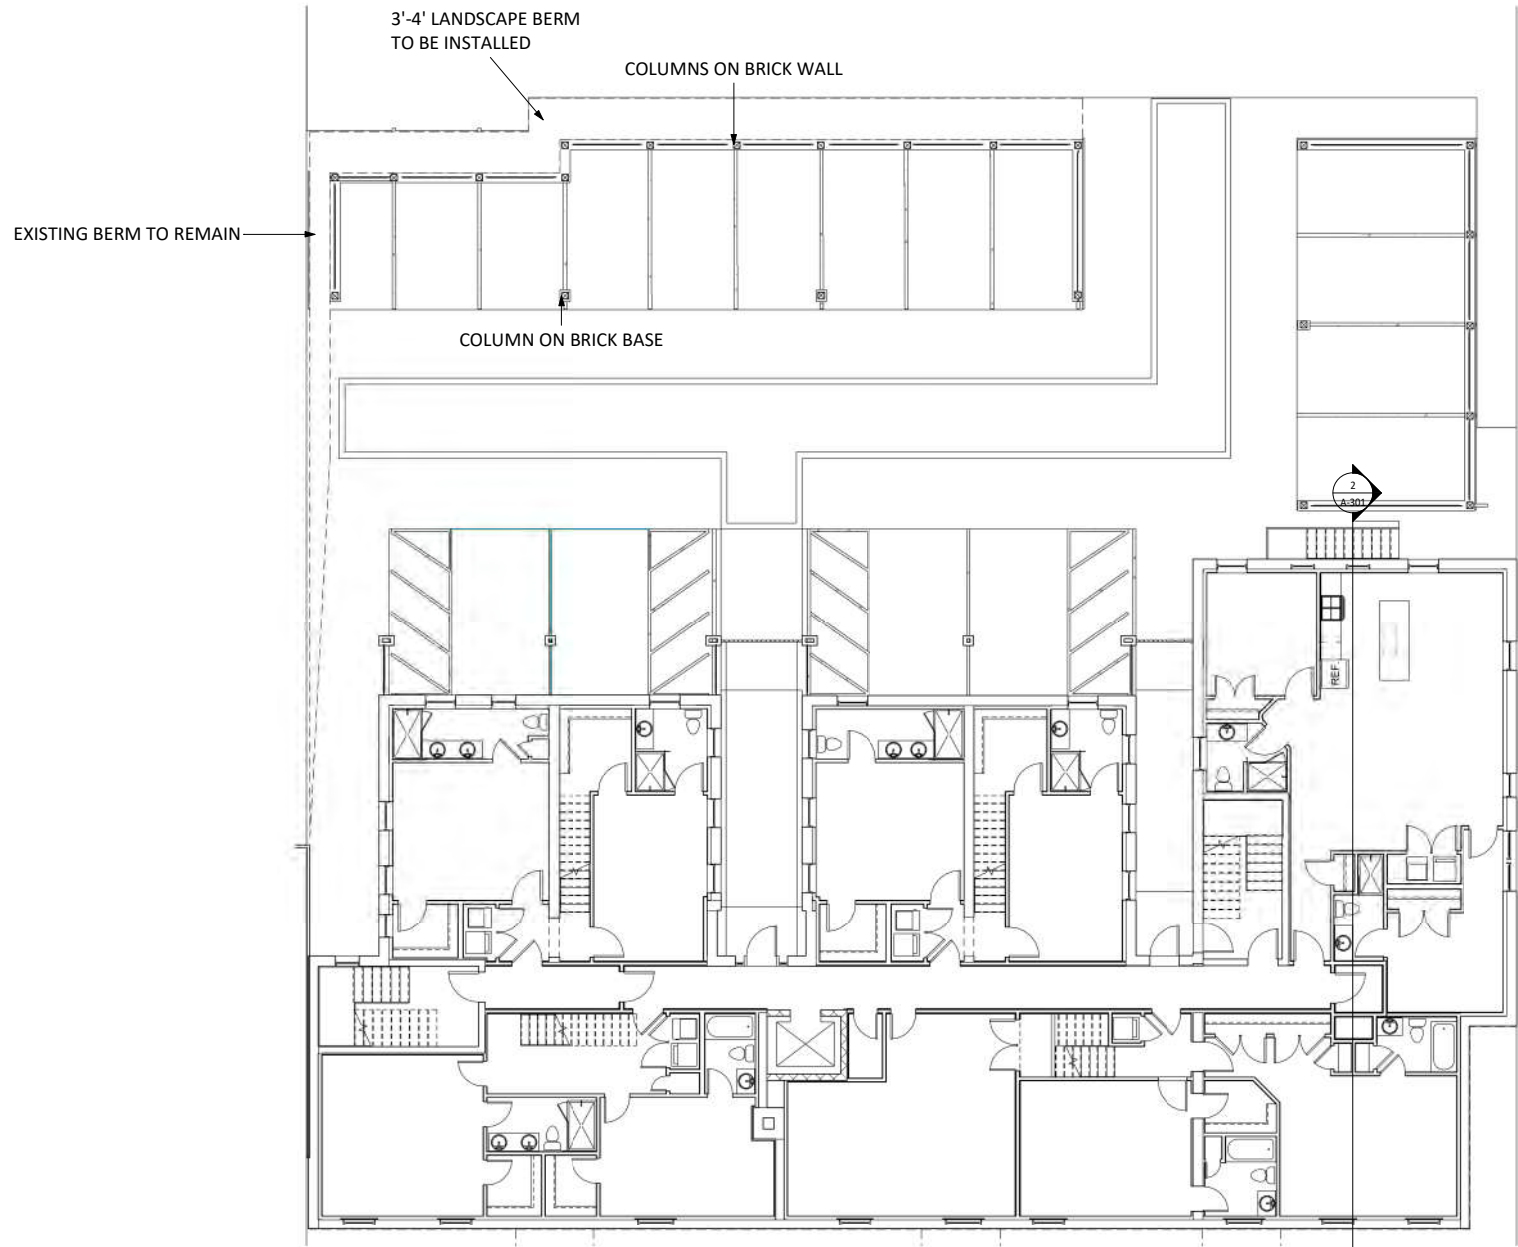 3'-4' LANDSCAPE BERM
TO BE INSTALLED
COLUMNS ON BRICK WALL
EXISTING BERM TO REMAIN
COLUMN ON BRICK BASE
2
A-301
REF.